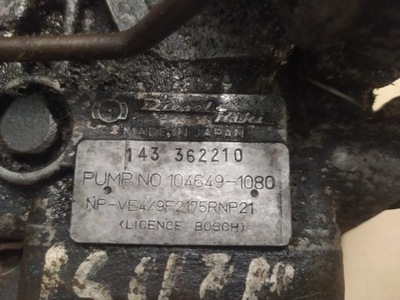 Diesel Kiki
MADE IN JAPAN
143 362210
PUMP NO 104649-1080
NP-VE4/9F2175RNP21
(LICENCE BOSCH)